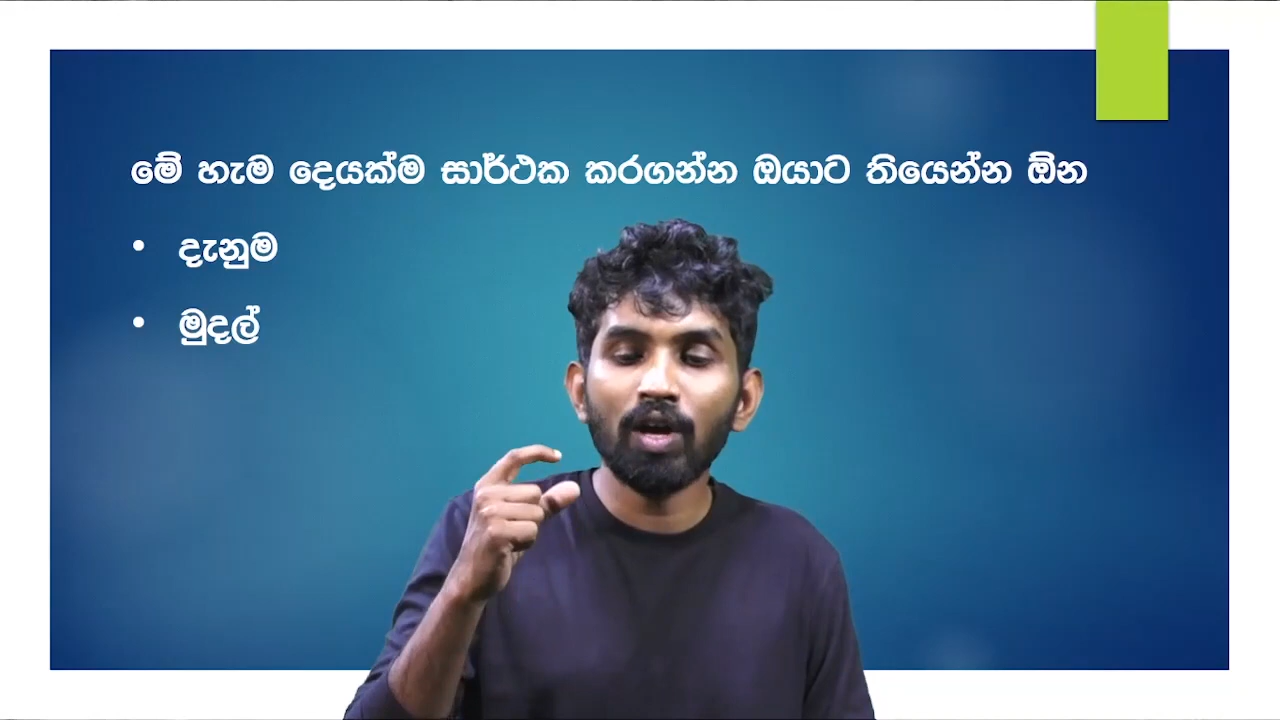 මේ හැම දෙයක්ම සාර්ථක කරගන්න ඔයාට තියෙන්න ඕන
• දැනුම
• මුදල්